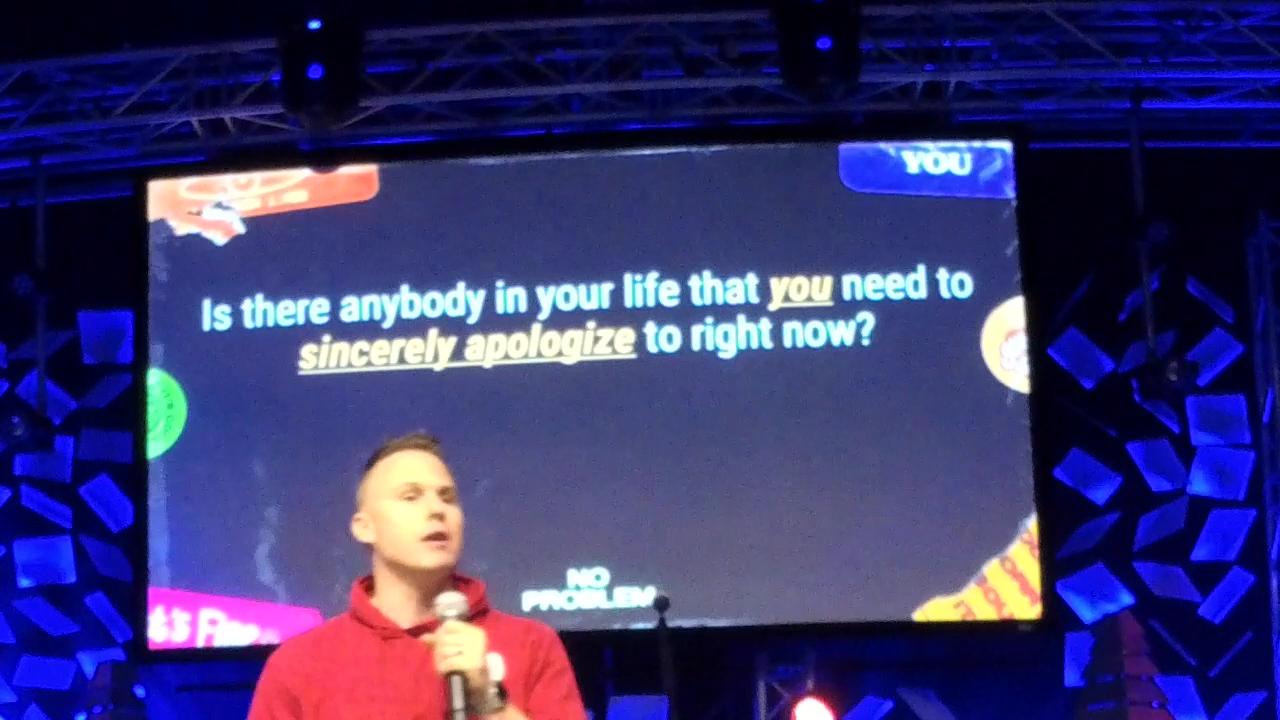 YOU
Is there anybody in your life that you need to
sincerely apologize to right now?
NO
PROBLEM